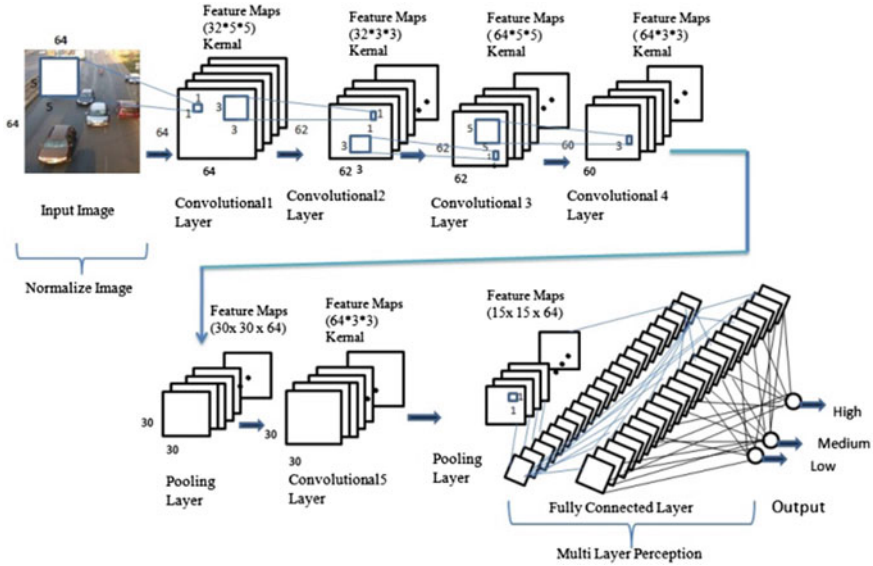 64
64
5
5
Input Image
Normalize Image
Feature Maps
(32*5*5)
Kernal
1
1
3
3
64
64
Convolutional1
Layer
Feature Maps
(32*3*3)
Kernal
1
1
3
3
62
62
Convolutional2
Layer
Feature Maps
(64*5*5)
Kernal
5
5
1
62
62
Convolutional 3
Layer
Feature Maps
(64*3*3)
Kernal
3
60
60
Convolutional 4
Layer
Feature Maps
(30x 30 x 64)
30
30
Pooling
Layer
Feature Maps
(64*3*3)
Kernal
30
30
Convolutional5
Layer
Feature Maps
(15x 15 x 64)
1
1
Pooling
Layer
High
Medium
Low
Fully Connected Layer
Output
Multi Layer Perception